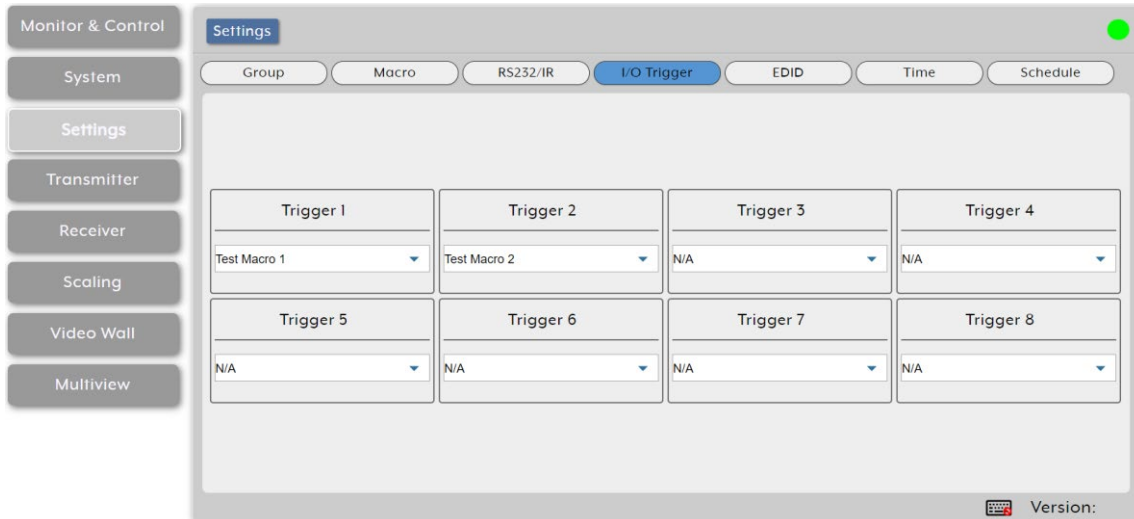 Monitor & Control
System
Settings
Transmitter
Receiver
Scaling
Video Wall
Multiview
Settings
Group Macro RS232/IR I/O Trigger EDID Time Schedule
Trigger 1 Trigger 2 Trigger 3 Trigger 4
Test Macro 1 Test Macro 2 N/A N/A
Trigger 5 Trigger 6 Trigger 7 Trigger 8
N/A N/A N/A N/A
Version: